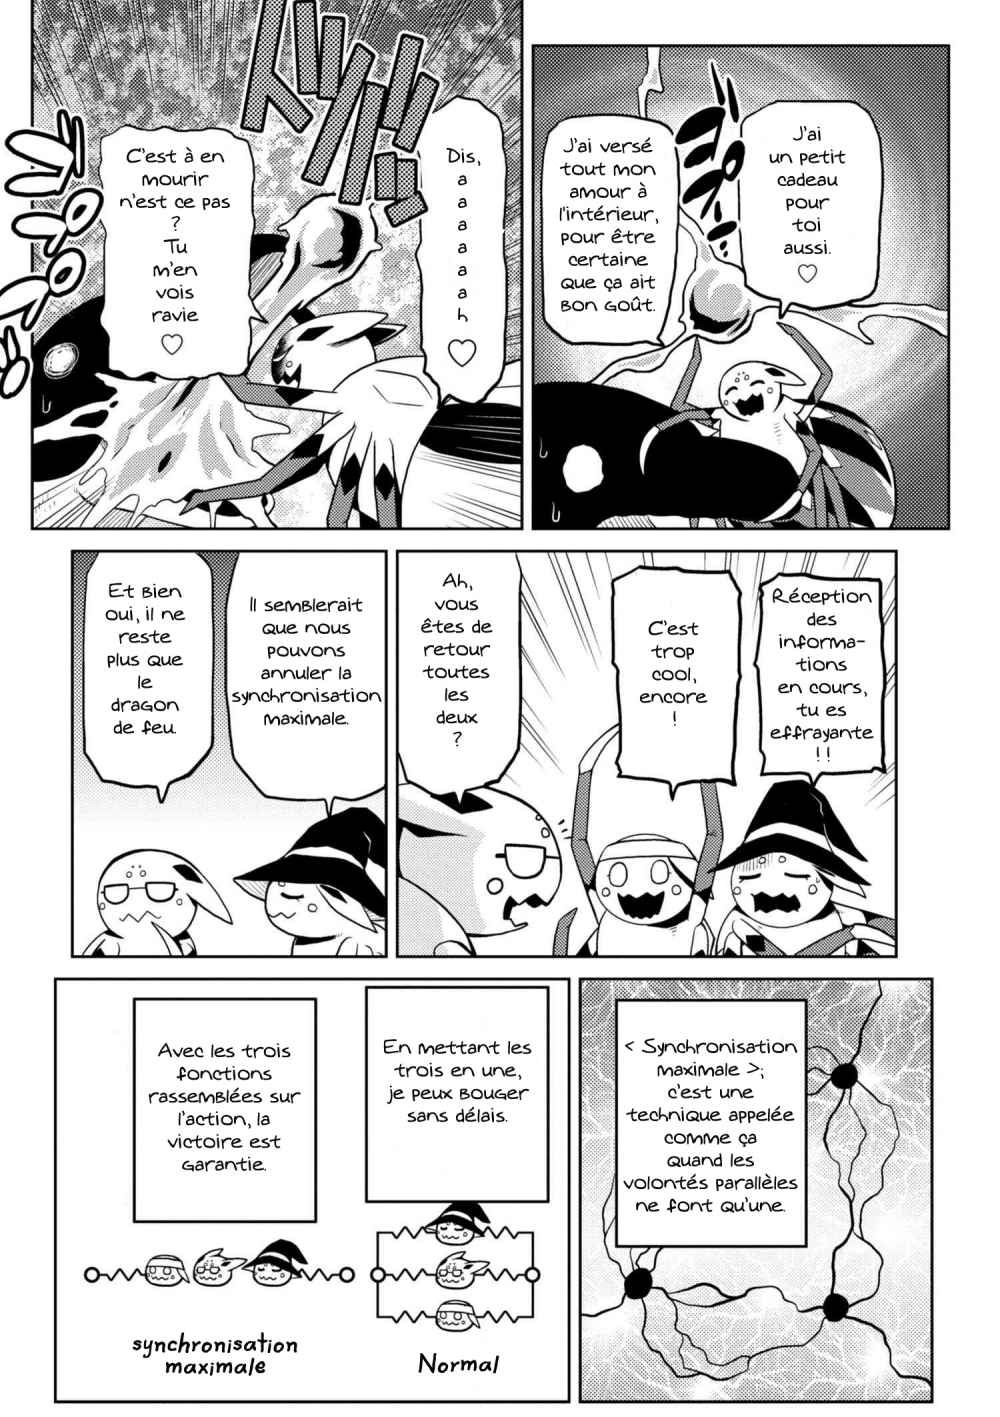 J'ai
un petit
cadeau
pour
toi
aussi.
♡
J'ai versé
tout mon
amour à
l'intérieur,
pour être
certaine
que ça ait
bon goût.
Dis,
a
a
a
a
a
a
h
♡
C'est à en
mourir
n'est ce pas
?
Tu
m'en
vois
ravie
♡
Réception
des
informa-
tions
en cours,
tu es
effrayante
!!
C'est
trop
cool,
encore
!
Ah,
vous
êtes de
retour
toutes
les
deux
?
Il semblerait
que nous
pouvons
annuler la
synchronisation
maximale.
Et bien
oui, il ne
reste
plus que
le
dragon
de feu.
< Synchronisation
maximale >;
c'est une
technique appelée
comme ça
quand les
volontés parallèles
ne font qu'une.
En mettant les
trois en une,
je peux bouger
sans délais.
Avec les trois
fonctions
rassemblées sur
l'action, la
victoire est
garantie.
Normal
synchronisation
maximale